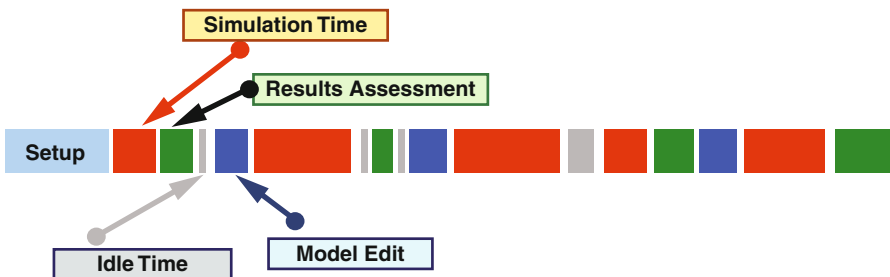 Simulation Time
Results Assessment
Setup
Idle Time
Model Edit